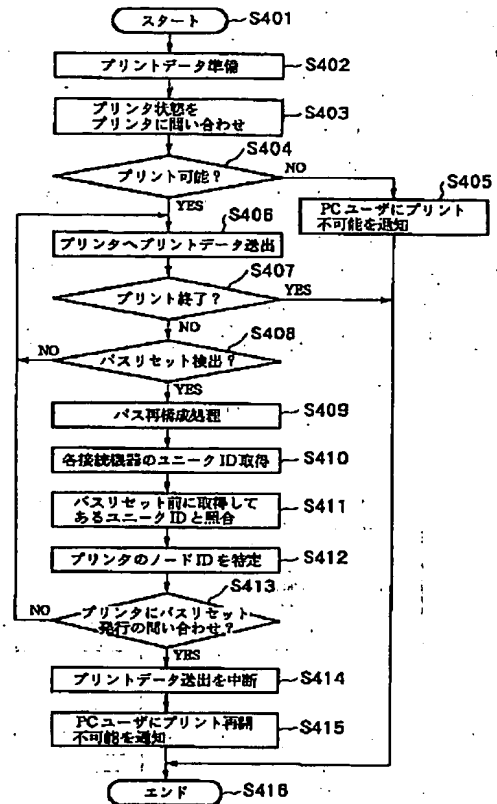 スタート
S401
プリントデータ準備
S402
プリンタ状態を
プリンタに問い合わせ
S403
S404
プリント可能?
NO
YES
S405
PCユーザにプリント
不可能を通知
S406
プリンタへプリントデータ送出
S407
プリント終了?
YES
NO
S408
NO
バスリセット検出?
YES
バス再構成処理
S409
各接続機器のユニークID取得
S410
バスリセット前に取得して
あるユニークIDと照合
S411
プリンタのノードIDを特定
S412
S413
NO
プリンタにバスリセット
発行の問い合わせ?
YES
プリントデータ送出を中断
S414
PCユーザにプリント再開
不可能を通知
S415
エンド
S416